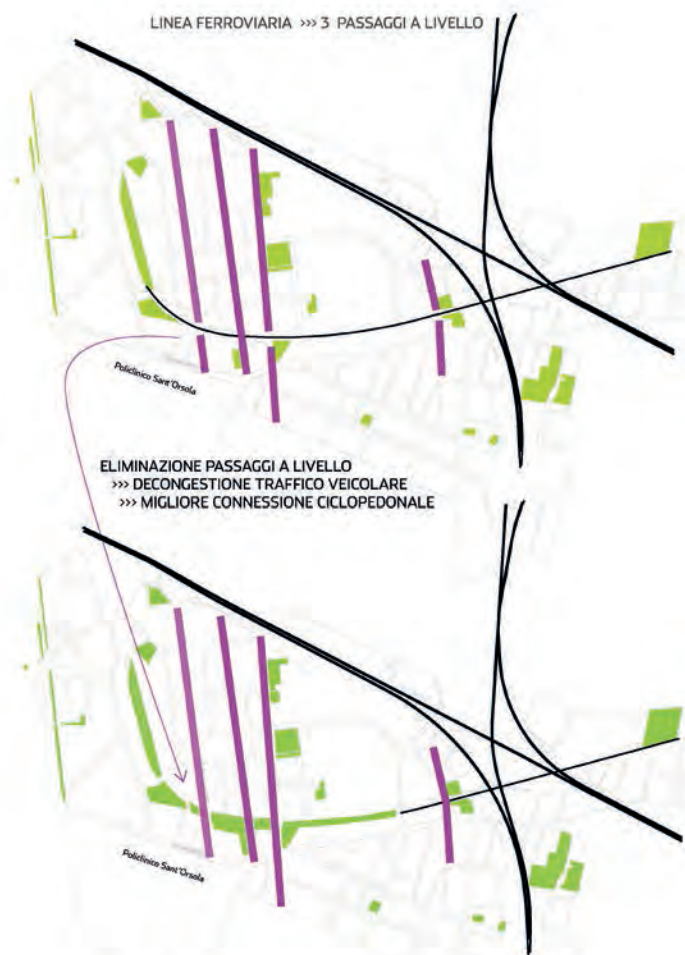 LINEA FERROVIARIA ››› 3 PASSAGGI A LIVELLO
Policlinico Sant'Orsola
ELIMINAZIONE PASSAGGI A LIVELLO
››› DECONGESTIONE TRAFFICO VEICOLARE
››› MIGLIORE CONNESSIONE CICLOPEDONALE
Policlinico Sant'Orsola